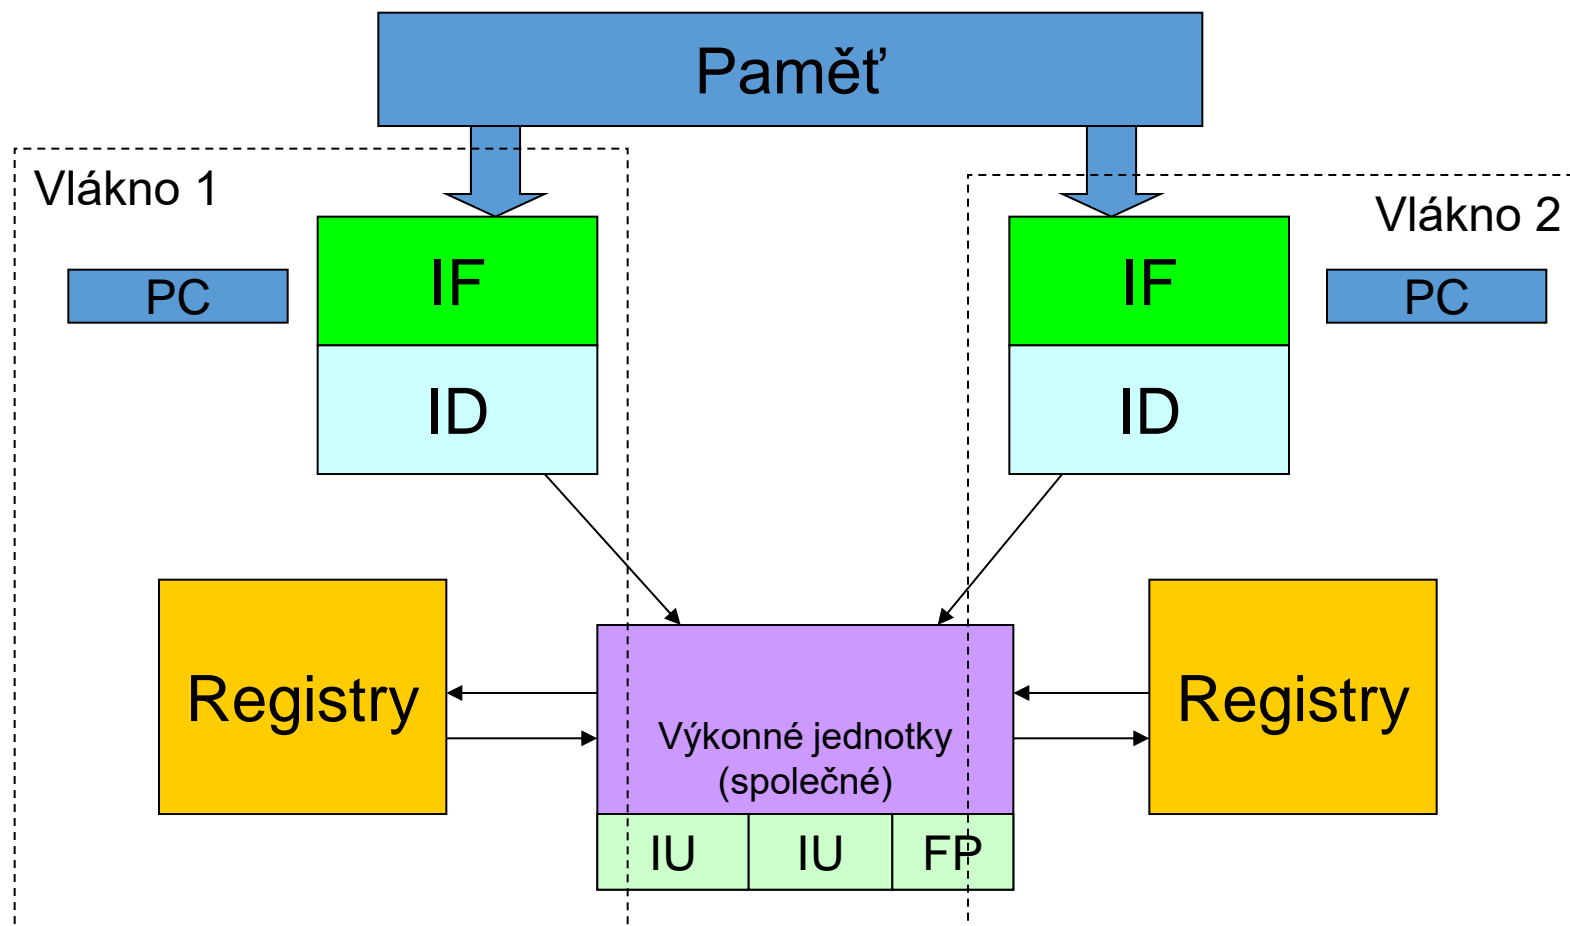 Paměť
Vlákno 1
Vlákno 2
PC
IF
IF
PC
ID
ID
Registry
Výkonné jednotky
(společné)
Registry
IU
IU
FP